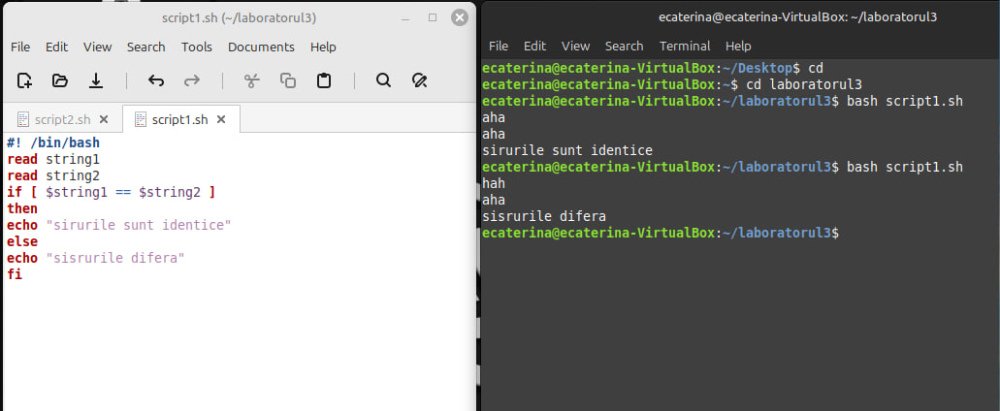 script1.sh (~/laboratorul3)
File Edit View Search Tools Documents Help
script2.sh script1.sh
#! /bin/bash
read string1
read string2
if [ $string1 == $string2 ]
then
echo "sirurile sunt identice"
else
echo "sisrurile difera"
fi
ecaterina@ecaterina-VirtualBox: ~/laboratorul3
File Edit View Search Terminal Help
ecaterina@ecaterina-VirtualBox:~/Desktop$ cd
ecaterina@ecaterina-VirtualBox:~$ cd laboratorul3
ecaterina@ecaterina-VirtualBox:~/laboratorul3$ bash script1.sh
aha
aha
sirurile sunt identice
ecaterina@ecaterina-VirtualBox:~/laboratorul3$ bash script1.sh
hah
aha
sisrurile difera
ecaterina@ecaterina-VirtualBox:~/laboratorul3$